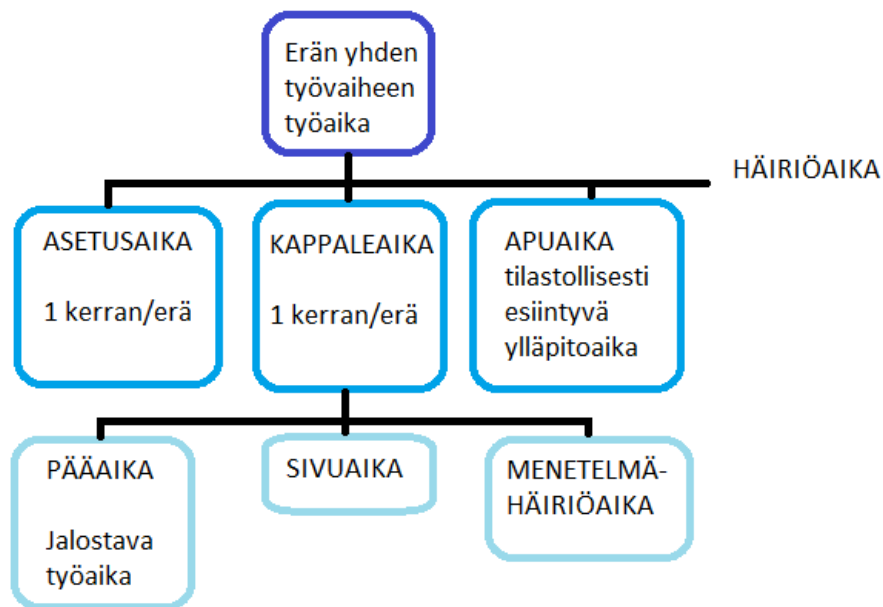 Erän yhden
työvaiheen
työaika
HÄIRIÖAIKA
ASETUSAIKA
1 kerran/erä
KAPPALEAIKA
1 kerran/erä
APUAIKA
tilastollisesti
esiintyvä
ylläpitoaika
PÄÄAIKA
Jalostava
työaika
SIVUAIKA
MENETELMÄ-
HÄIRIÖAIKA